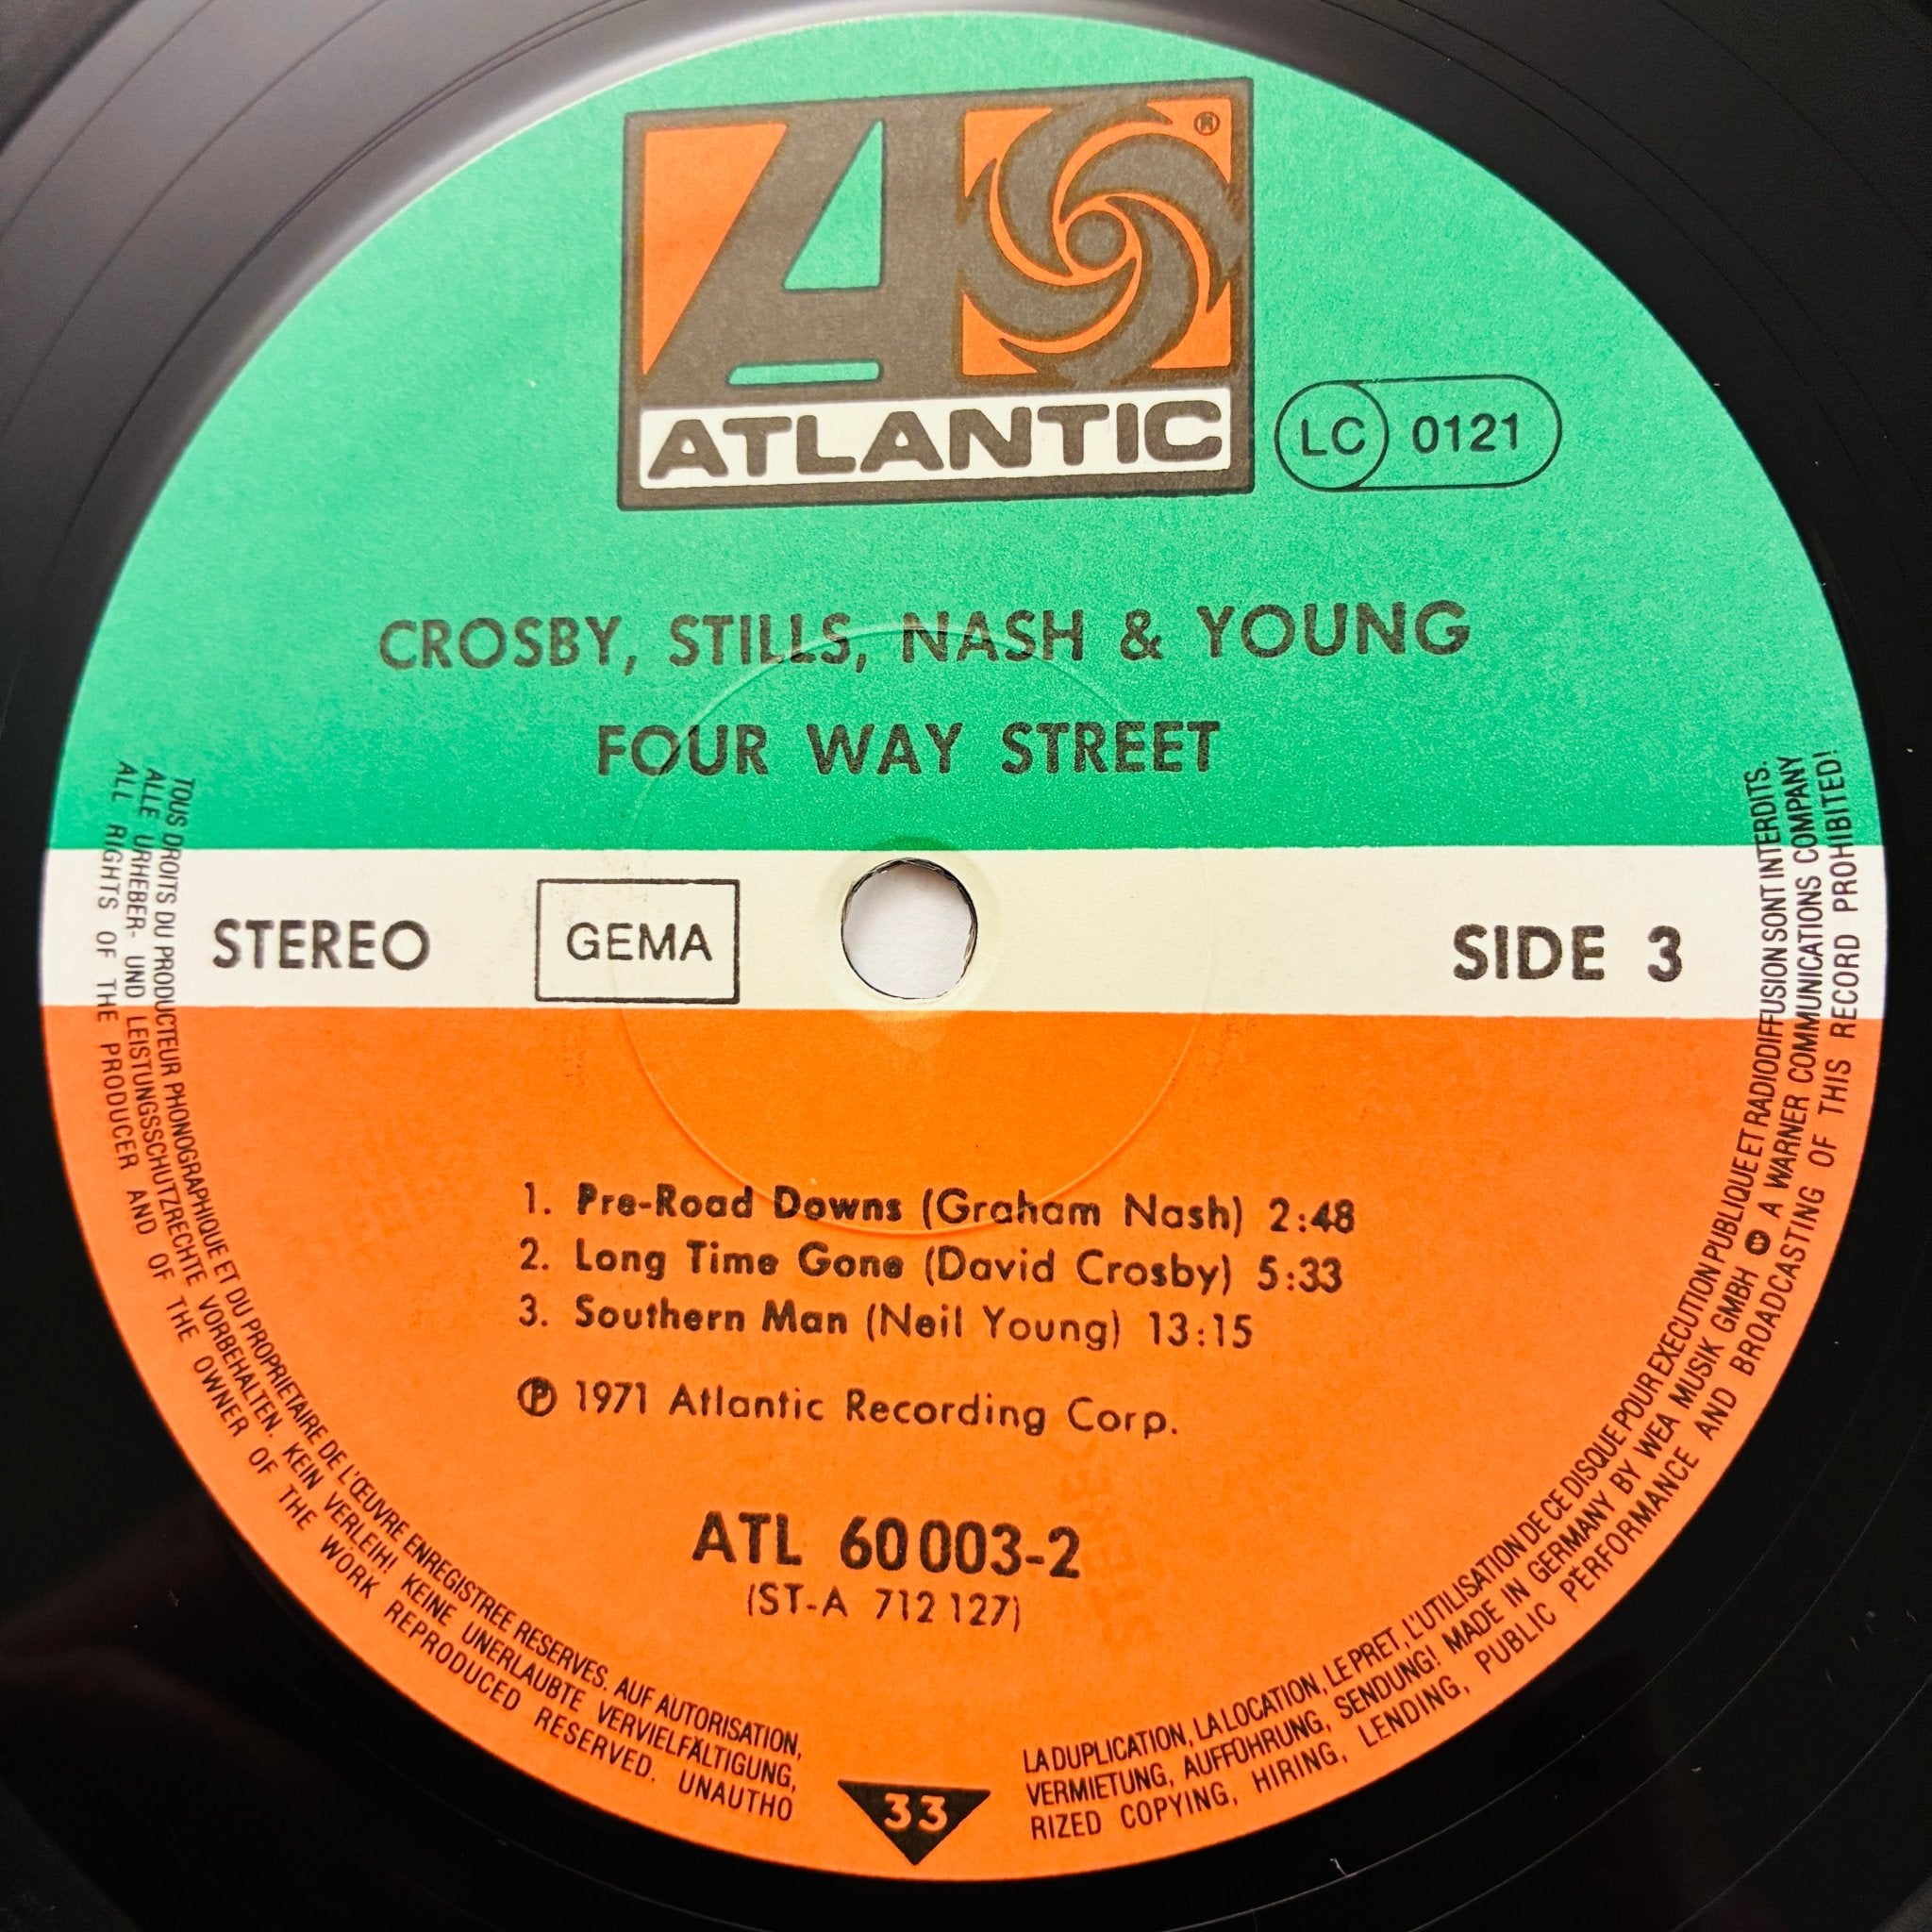 ®
ATLANTIC
LC 0121
CROSBY, STILLS, NASH & YOUNG
FOUR WAY STREET
STEREO
GEMA
SIDE 3
1. Pre-Road Downs (Graham Nash) 2:48
2. Long Time Gone (David Crosby) 5:33
3. Southern Man (Neil Young) 13:15
℗ 1971 Atlantic Recording Corp.
ATL 60 003-2
(ST-A 712 127)
33
TOUS DROITS DU PRODUCTEUR PHONOGRAPHIQUE ET DU PROPRIETAIRE DE L'ŒUVRE ENREGISTREE RESERVES. AUF AUTORISATION,
LA DUPLICATION, LA LOCATION, LE PRET, L'UTILISATION DE CE DISQUE POUR EXECUTION PUBLIQUE ET RADIODIFFUSION SONT INTERDITS.
ALLE URHEBER- UND LEISTUNGSSCHUTZRECHTE VORBEHALTEN. KEIN VERLEIH! KEINE UNERLAUBTE VERVIELFÄLTIGUNG,
VERMIETUNG, AUFFÜHRUNG, SENDUNG! MADE IN GERMANY BY WEA MUSIK GMBH A WARNER COMMUNICATIONS COMPANY
ALL RIGHTS OF THE PRODUCER AND OF THE OWNER OF THE WORK REPRODUCED RESERVED. UNAUTHO
RIZED COPYING, HIRING, LENDING, PUBLIC PERFORMANCE AND BROADCASTING OF THIS RECORD PROHIBITED!